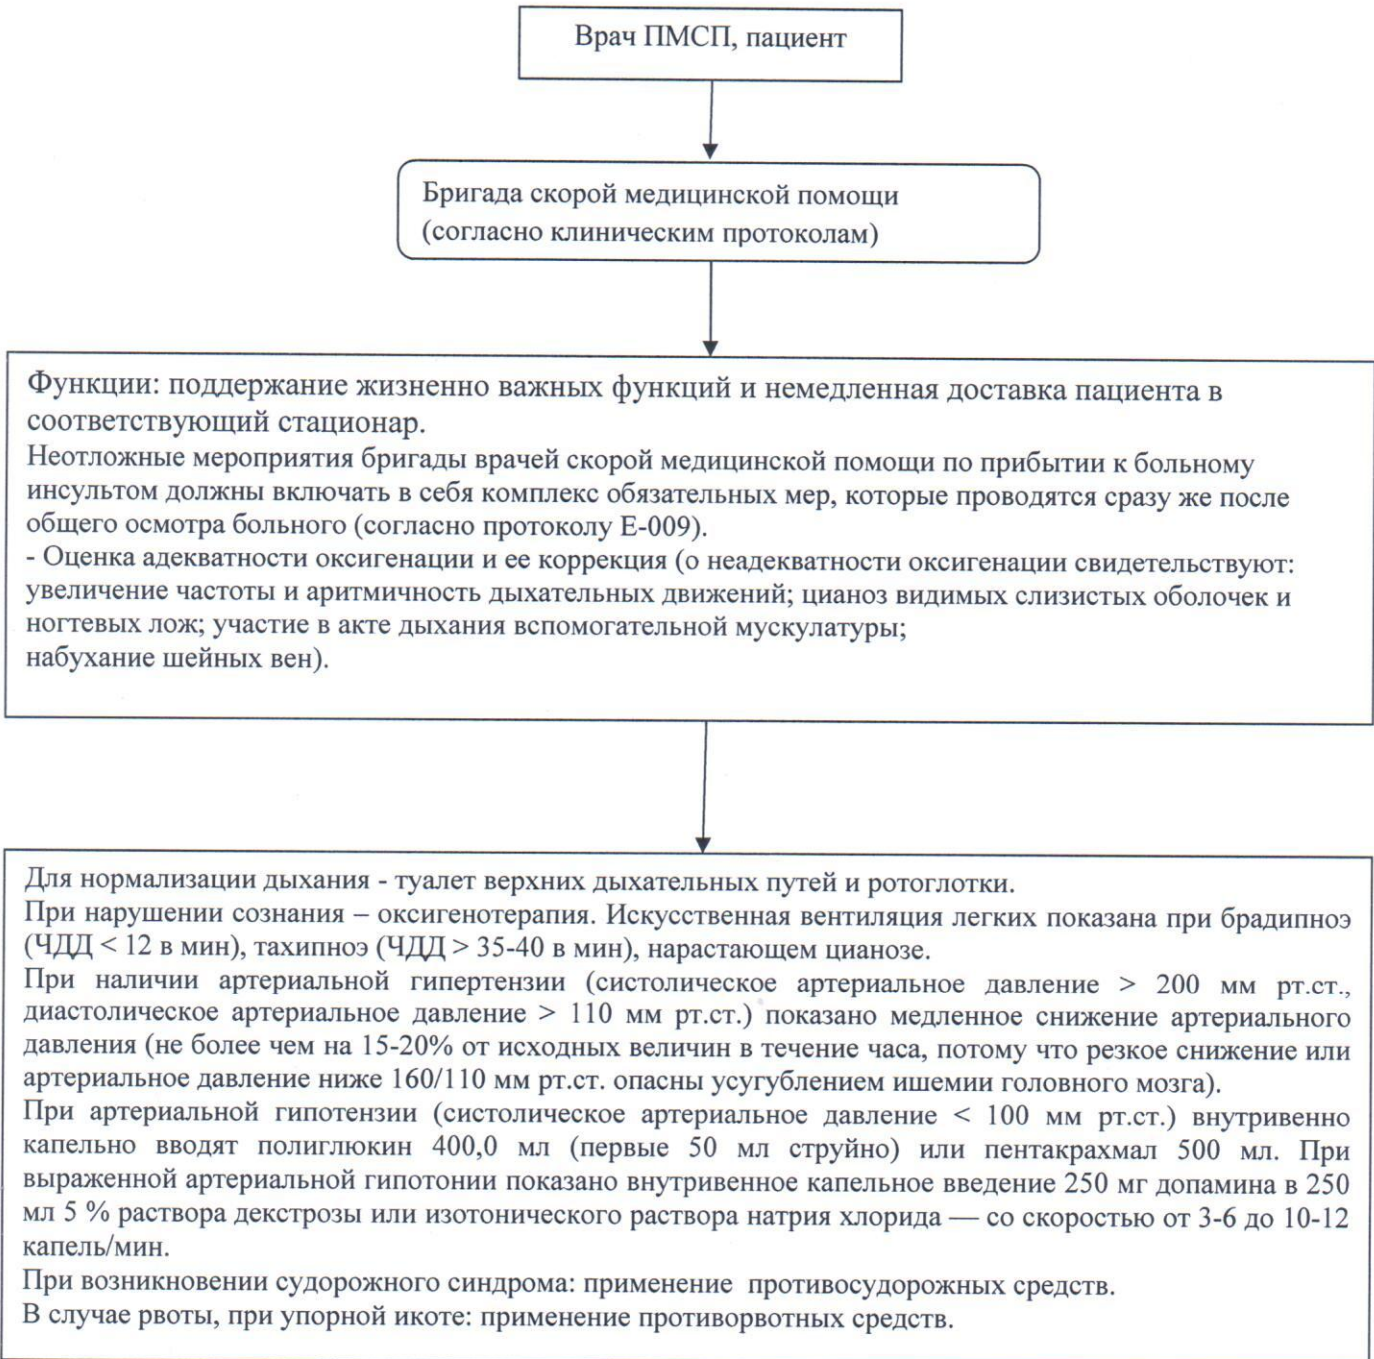 Врач ПМСП, пациент
Бригада скорой медицинской помощи
(согласно клиническим протоколам)
Функции: поддержание жизненно важных функций и немедленная доставка пациента в
соответствующий стационар.
Неотложные мероприятия бригады врачей скорой медицинской помощи по прибытии к больному
инсультом должны включать в себя комплекс обязательных мер, которые проводятся сразу же после
общего осмотра больного (согласно протоколу Е-009).
- Оценка адекватности оксигенации и ее коррекция (о неадекватности оксигенации свидетельствуют:
увеличение частоты и аритмичность дыхательных движений; цианоз видимых слизистых оболочек и
ногтевых лож; участие в акте дыхания вспомогательной мускулатуры;
набухание шейных вен).
Для нормализации дыхания - туалет верхних дыхательных путей и ротоглотки.
При нарушении сознания – оксигенотерапия. Искусственная вентиляция легких показана при брадипноэ
(ЧДД < 12 в мин), тахипноэ (ЧДД > 35-40 в мин), нарастающем цианозе.
При наличии артериальной гипертензии (систолическое артериальное давление > 200 мм рт.ст.,
диастолическое артериальное давление > 110 мм рт.ст.) показано медленное снижение артериального
давления (не более чем на 15-20% от исходных величин в течение часа, потому что резкое снижение или
артериальное давление ниже 160/110 мм рт.ст. опасны усугублением ишемии головного мозга).
При артериальной гипотензии (систолическое артериальное давление < 100 мм рт.ст.) внутривенно
капельно вводят полиглюкин 400,0 мл (первые 50 мл струйно) или пентакрахмал 500 мл. При
выраженной артериальной гипотонии показано внутривенное капельное введение 250 мг допамина в 250
мл 5 % раствора декстрозы или изотонического раствора натрия хлорида — со скоростью от 3-6 до 10-12
капель/мин.
При возникновении судорожного синдрома: применение противосудорожных средств.
В случае рвоты, при упорной икоте: применение противорвотных средств.